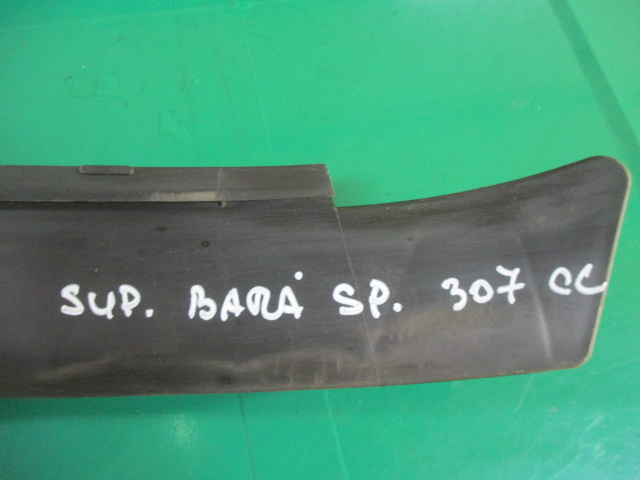 SUP. BARĂ SP. 307 CC